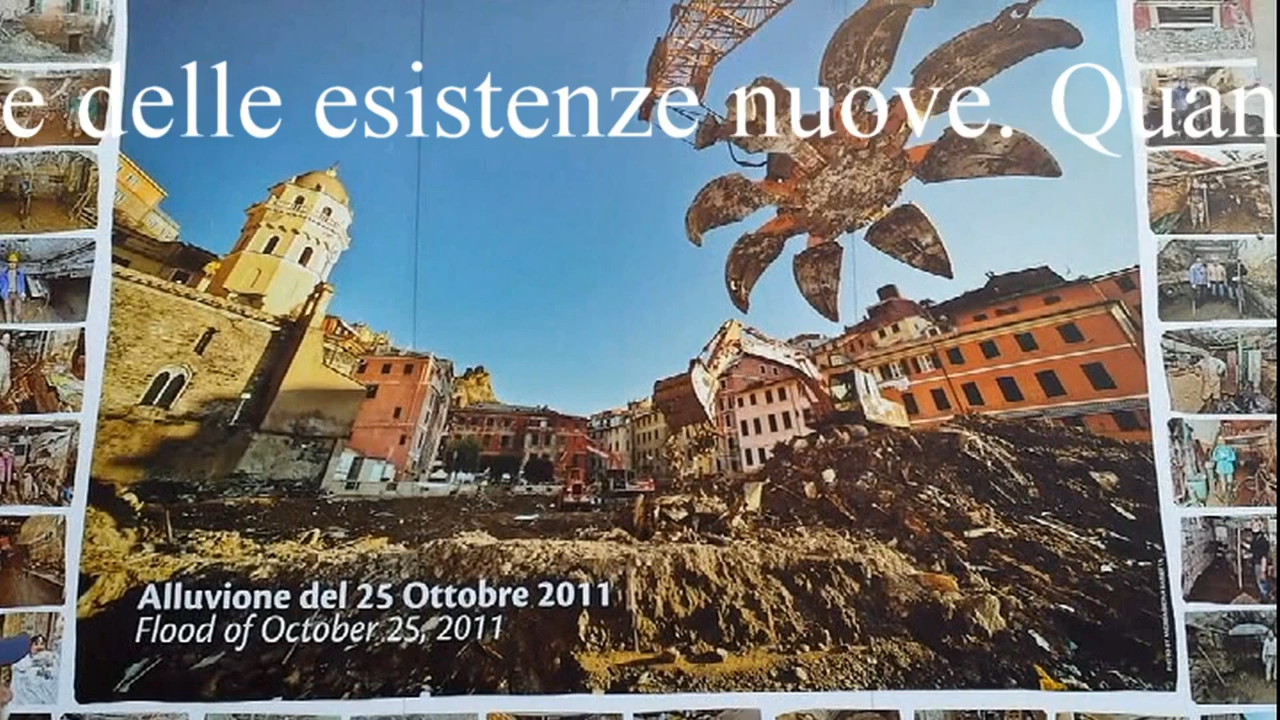 e delle esistenze nuove. Quan
Alluvione del 25 Ottobre 2011
Flood of October 25, 2011